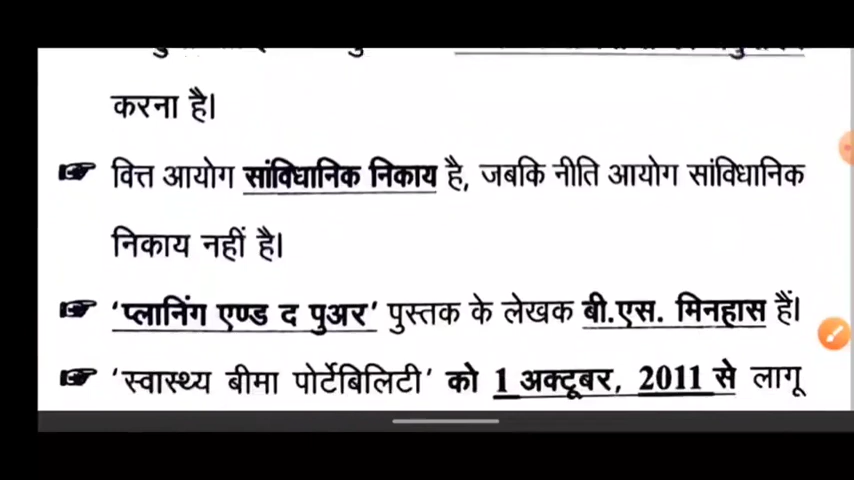 करना है।
वित्त आयोग सांविधानिक निकाय है, जबकि नीति आयोग सांविधानिक
निकाय नहीं है।
'प्लानिंग एण्ड द पुअर' पुस्तक के लेखक बी.एस. मिनहास हैं।
'स्वास्थ्य बीमा पोर्टेबिलिटी' को 1 अक्टूबर, 2011 से लागू